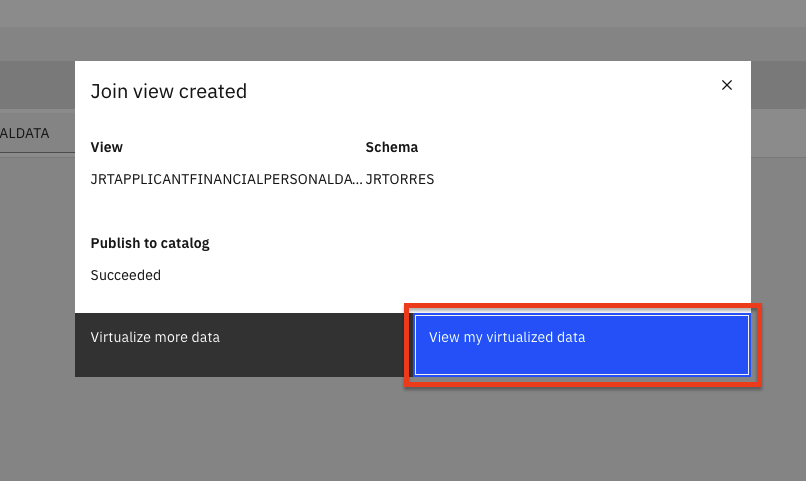 Join view created
ALDATA
View Schema
JRTAPPLICANTFINANCIALPERSONALDA... JRTORRES
Publish to catalog
Succeeded
Virtualize more data View my virtualized data